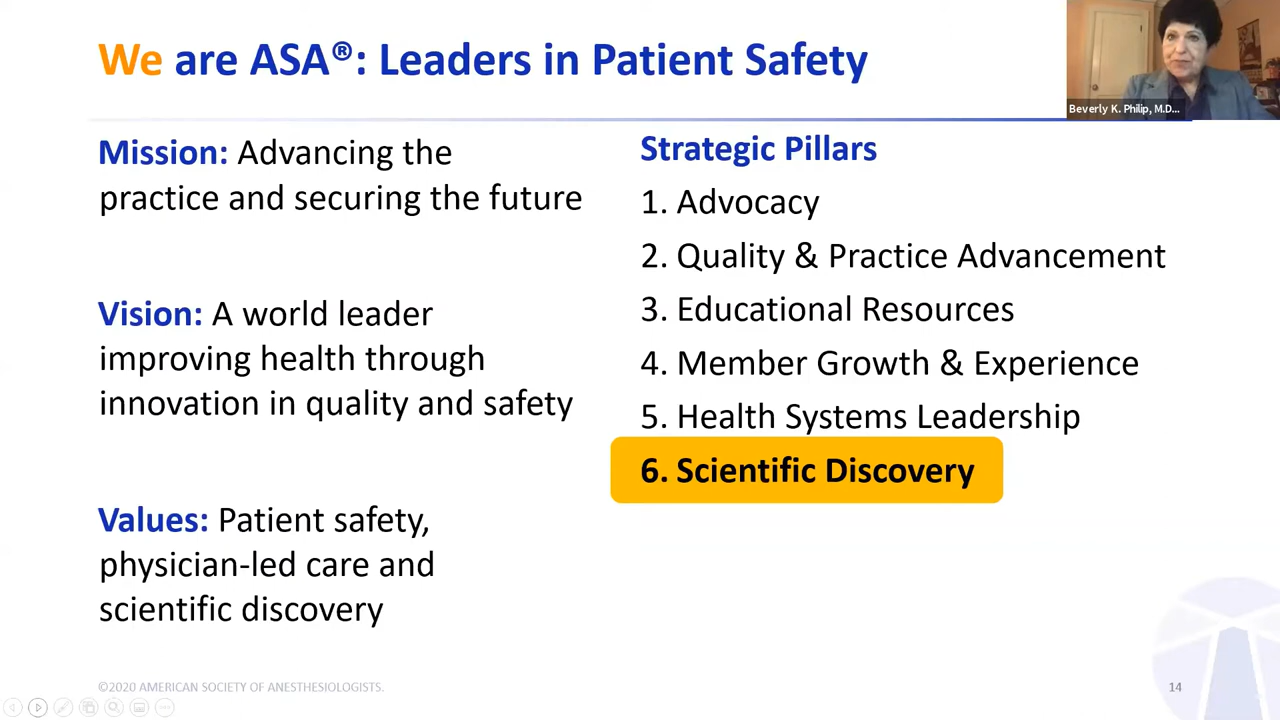 We are ASA®: Leaders in Patient Safety
Beverly K. Philip, M.D...
Mission: Advancing the
practice and securing the future
Vision: A world leader
improving health through
innovation in quality and safety
Values: Patient safety,
physician-led care and
scientific discovery
Strategic Pillars
1. Advocacy
2. Quality & Practice Advancement
3. Educational Resources
4. Member Growth & Experience
5. Health Systems Leadership
6. Scientific Discovery
©2020 AMERICAN SOCIETY OF ANESTHESIOLOGISTS.
14